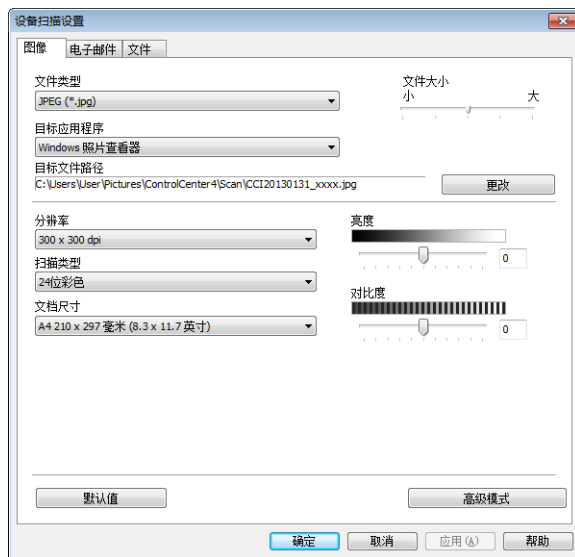 设备扫描设置
图像 电子邮件 文件
文件类型 文件大小
JPEG (*.jpg) 小 大
目标应用程序
Windows 照片查看器
目标文件路径
C:\Users\User\Pictures\ControlCenter4\Scan\CCI20130131_xxxx.jpg 更改
分辨率 亮度
300 x 300 dpi 0
扫描类型
24位彩色
文档尺寸 对比度
A4 210 x 297 毫米 (8.3 x 11.7 英寸) 0
默认值 高级模式
确定 取消 应用(A) 帮助